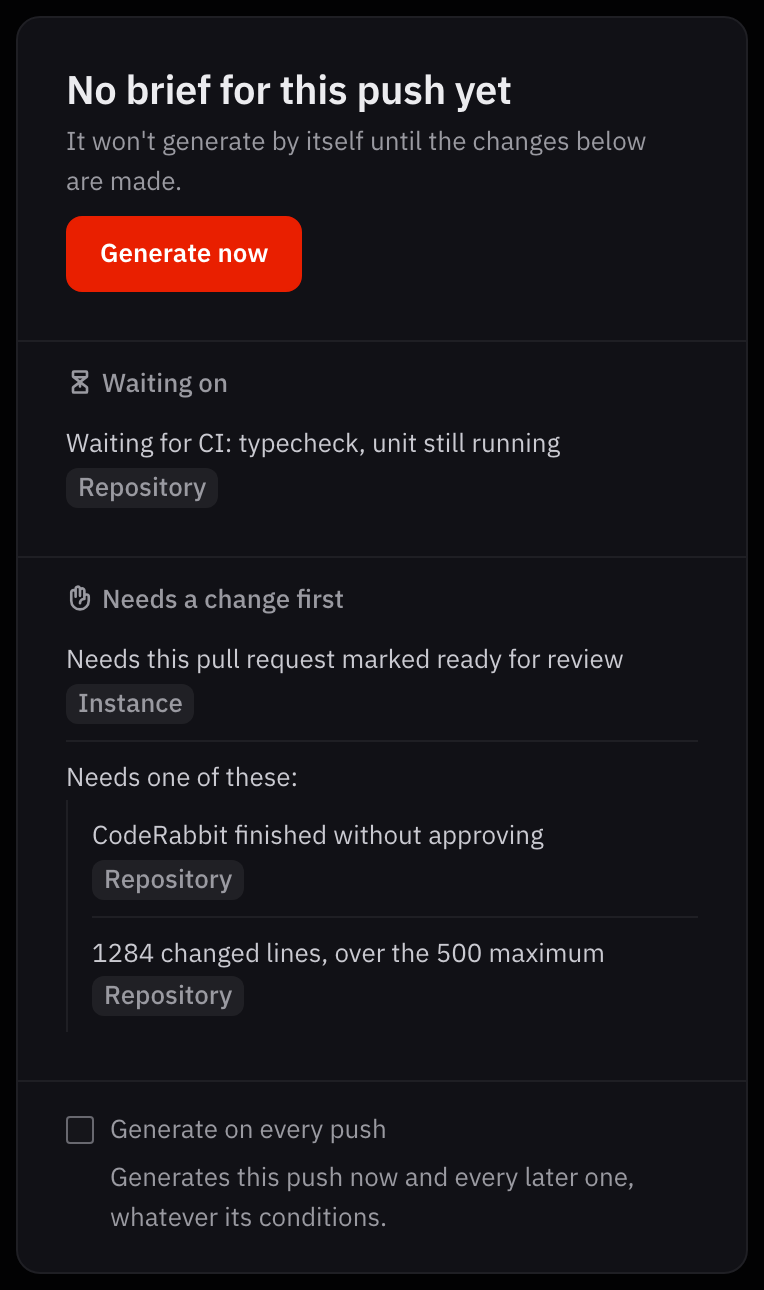 No brief for this push yet
It won't generate by itself until the changes below
are made.
Generate now
Waiting on
Waiting for CI: typecheck, unit still running
Repository
Needs a change first
Needs this pull request marked ready for review
Instance
Needs one of these:
CodeRabbit finished without approving
Repository
1284 changed lines, over the 500 maximum
Repository
Generate on every push
Generates this push now and every later one,
whatever its conditions.